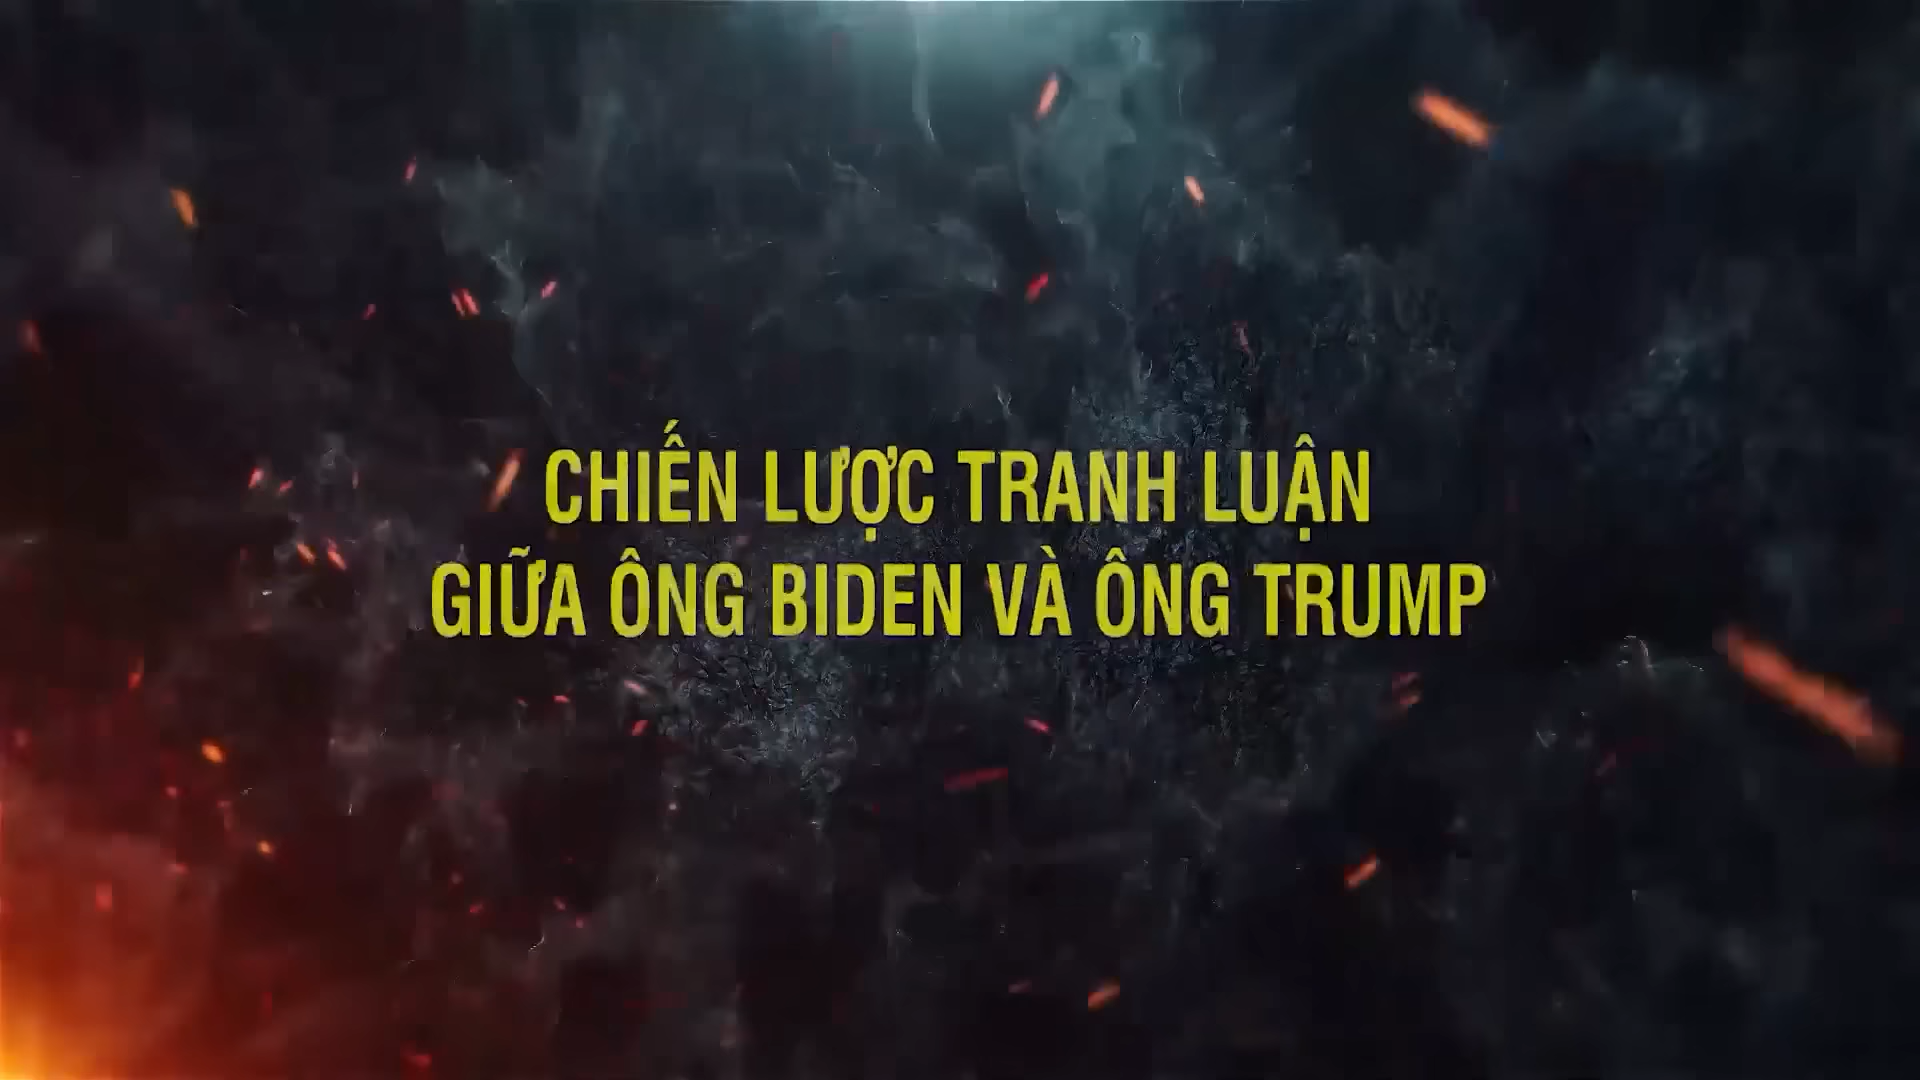 CHIẾN LƯỢC TRANH LUẬN
GIỮA ÔNG BIDEN VÀ ÔNG TRUMP